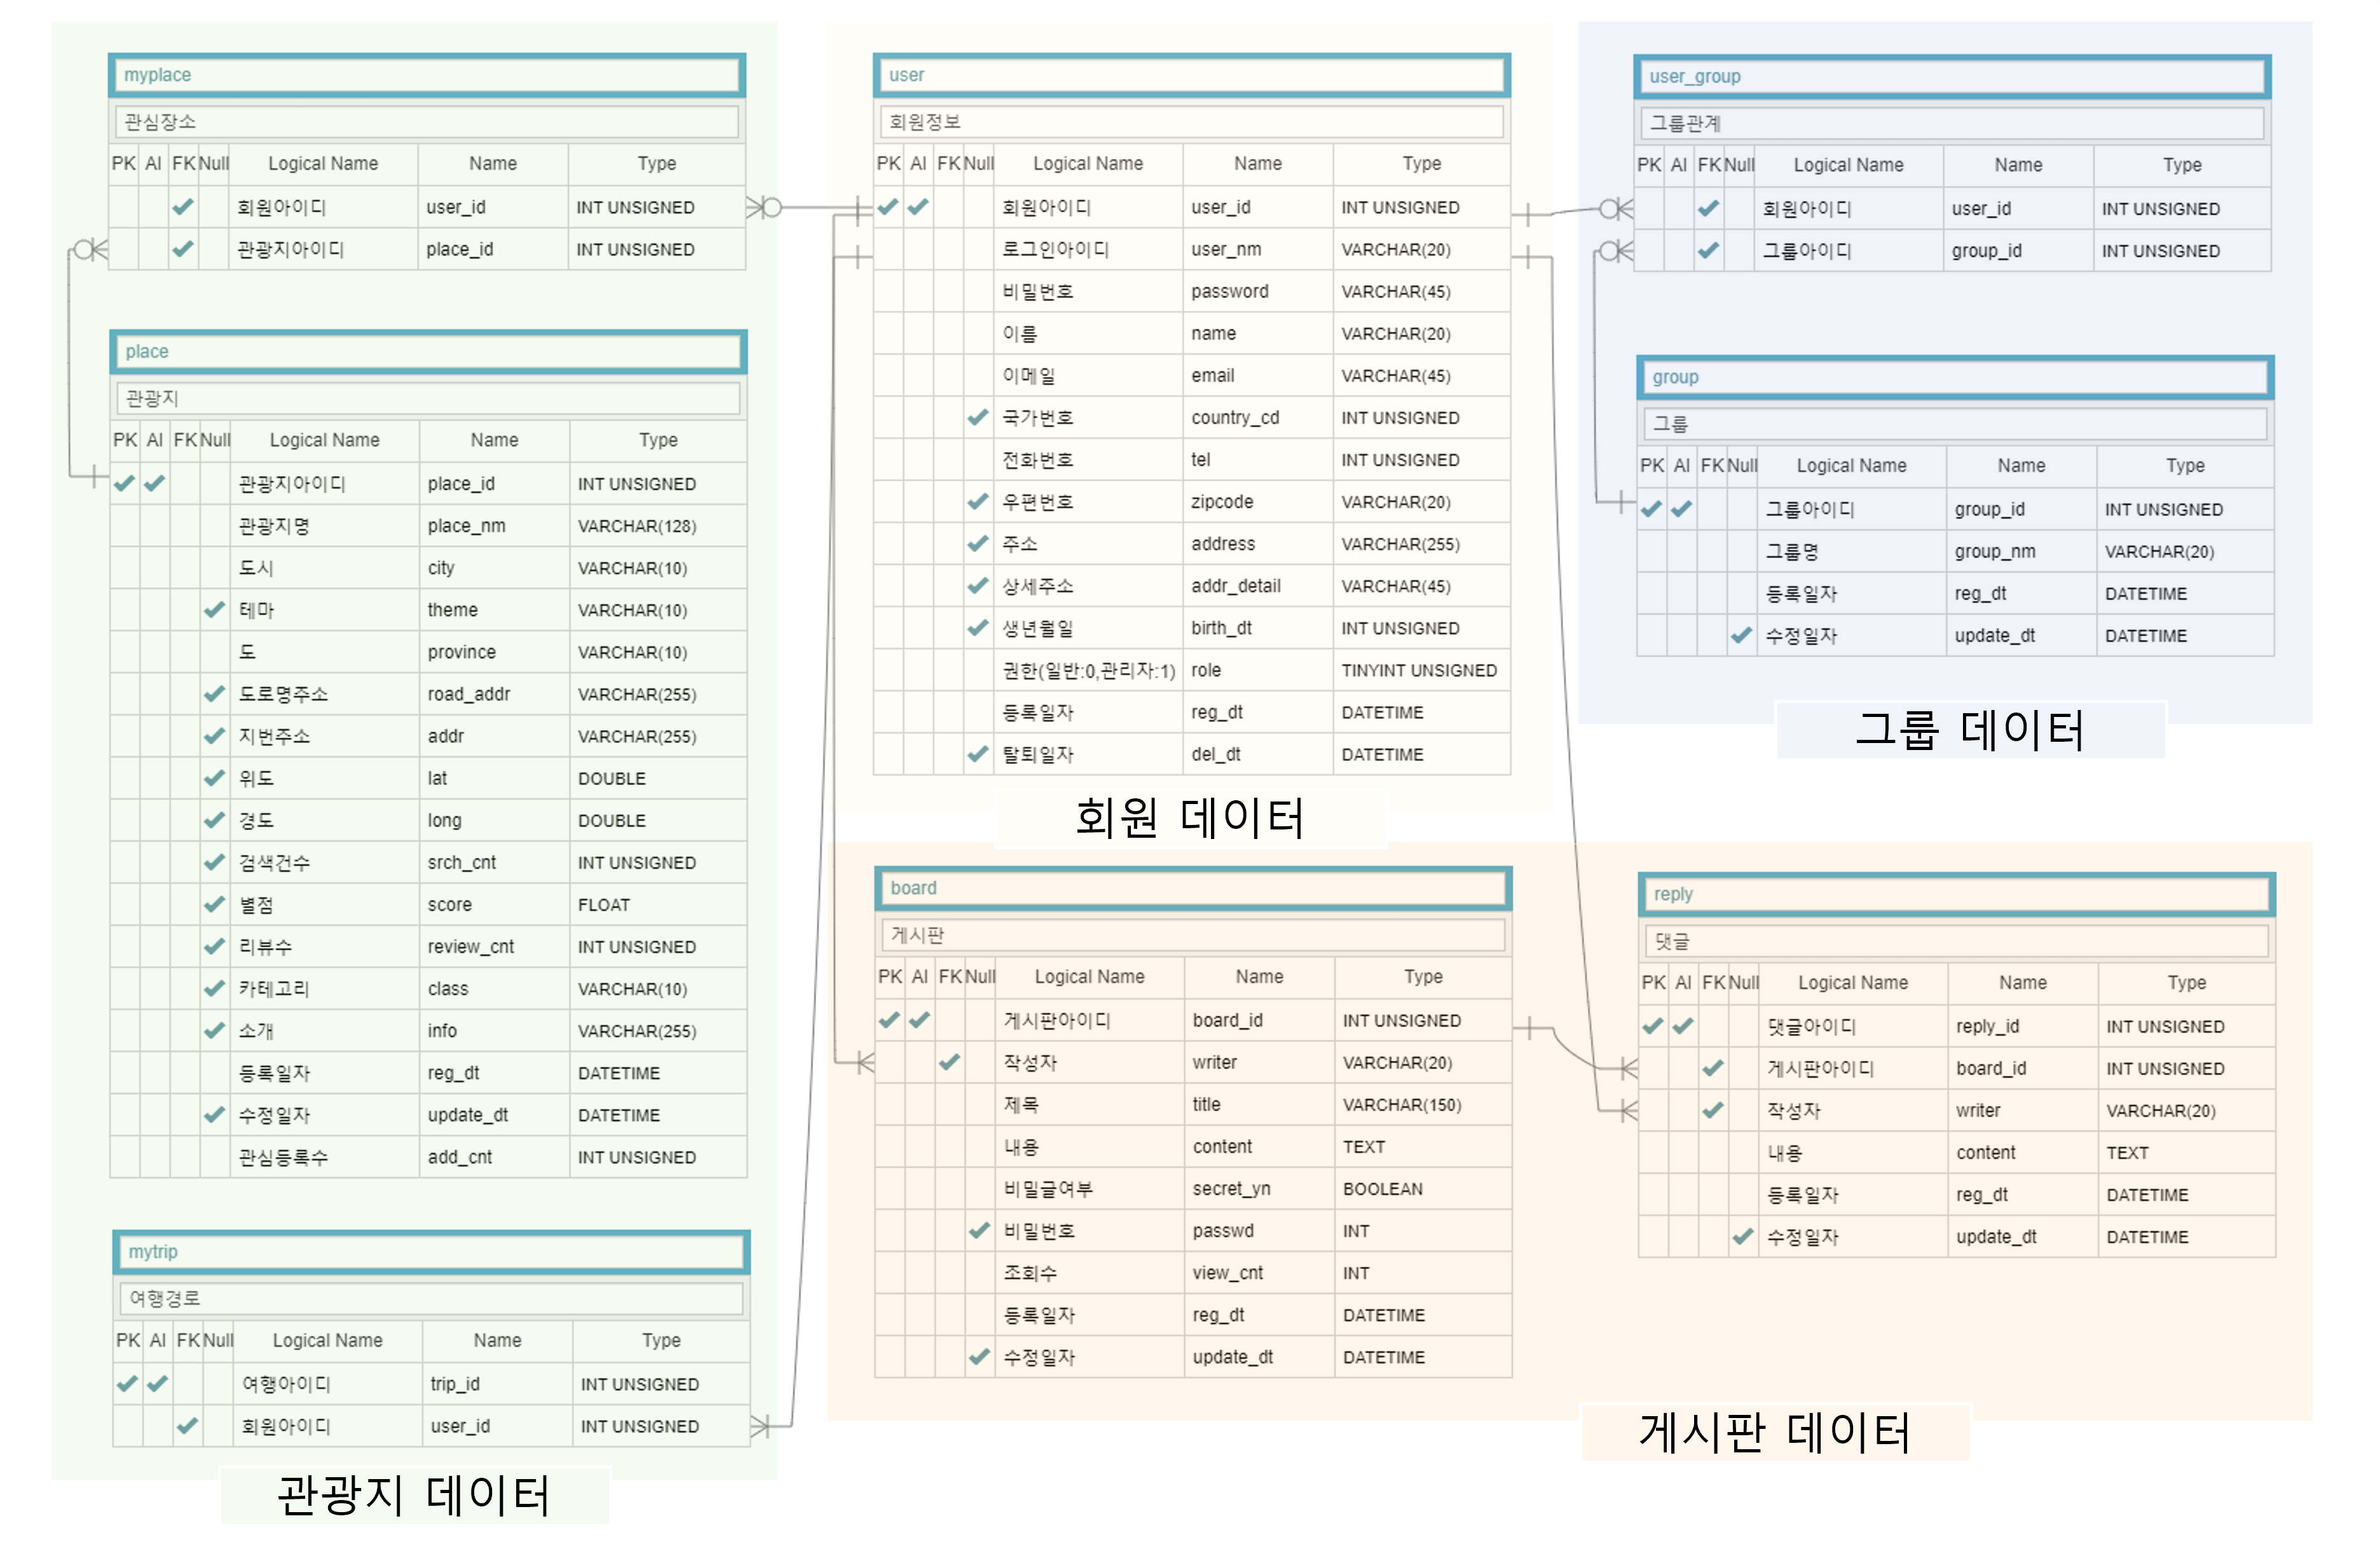 myplace
관심장소
PK AI FK Null Logical Name Name Type
회원아이디 user_id INT UNSIGNED
관광지아이디 place_id INT UNSIGNED
place
관광지
PK AI FK Null Logical Name Name Type
관광지아이디 place_id INT UNSIGNED
관광지명 place_nm VARCHAR(128)
도시 city VARCHAR(10)
테마 theme VARCHAR(10)
도 province VARCHAR(10)
도로명주소 road_addr VARCHAR(255)
지번주소 addr VARCHAR(255)
위도 lat DOUBLE
경도 long DOUBLE
검색건수 srch_cnt INT UNSIGNED
별점 score FLOAT
리뷰수 review_cnt INT UNSIGNED
카테고리 class VARCHAR(10)
소개 info VARCHAR(255)
등록일자 reg_dt DATETIME
수정일자 update_dt DATETIME
관심등록수 add_cnt INT UNSIGNED
mytrip
여행경로
PK AI FK Null Logical Name Name Type
여행아이디 trip_id INT UNSIGNED
회원아이디 user_id INT UNSIGNED
관광지 데이터
user
회원정보
PK AI FK Null Logical Name Name Type
회원아이디 user_id INT UNSIGNED
로그인아이디 user_nm VARCHAR(20)
비밀번호 password VARCHAR(45)
이름 name VARCHAR(20)
이메일 email VARCHAR(45)
국가번호 country_cd INT UNSIGNED
전화번호 tel INT UNSIGNED
우편번호 zipcode VARCHAR(20)
주소 address VARCHAR(255)
상세주소 addr_detail VARCHAR(45)
생년월일 birth_dt INT UNSIGNED
권한(일반:0,관리자:1) role TINYINT UNSIGNED
등록일자 reg_dt DATETIME
탈퇴일자 del_dt DATETIME
회원 데이터
user_group
그룹관계
PK AI FK Null Logical Name Name Type
회원아이디 user_id INT UNSIGNED
그룹아이디 group_id INT UNSIGNED
group
그룹
PK AI FK Null Logical Name Name Type
그룹아이디 group_id INT UNSIGNED
그룹명 group_nm VARCHAR(20)
등록일자 reg_dt DATETIME
수정일자 update_dt DATETIME
그룹 데이터
board
게시판
PK AI FK Null Logical Name Name Type
게시판아이디 board_id INT UNSIGNED
작성자 writer VARCHAR(20)
제목 title VARCHAR(150)
내용 content TEXT
비밀글여부 secret_yn BOOLEAN
비밀번호 passwd INT
조회수 view_cnt INT
등록일자 reg_dt DATETIME
수정일자 update_dt DATETIME
reply
댓글
PK AI FK Null Logical Name Name Type
댓글아이디 reply_id INT UNSIGNED
게시판아이디 board_id INT UNSIGNED
작성자 writer VARCHAR(20)
내용 content TEXT
등록일자 reg_dt DATETIME
수정일자 update_dt DATETIME
게시판 데이터